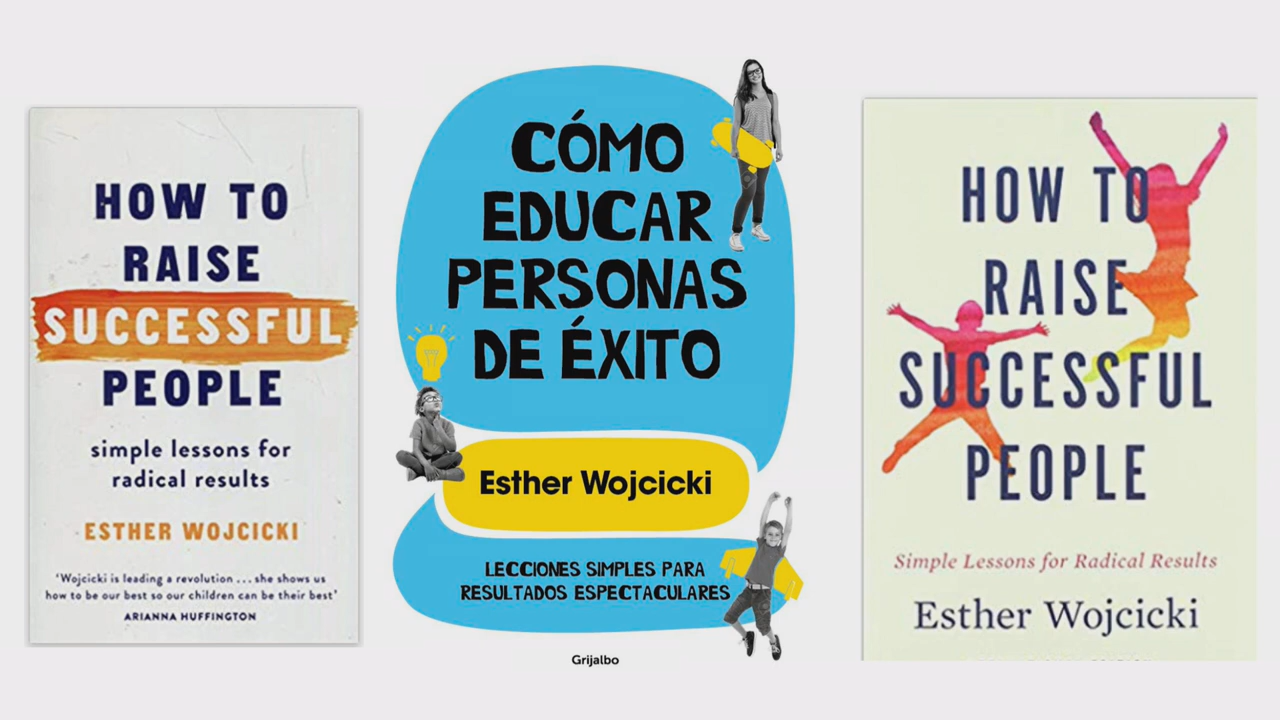 HOW TO
RAISE
SUCCESSFUL
PEOPLE
simple lessons for
radical results
ESTHER WOJCICKI
‘Wojcicki is leading a revolution . . . she shows us
how to be our best so our children can be their best’
ARIANNA HUFFINGTON
CÓMO
EDUCAR
PERSONAS
DE ÉXITO
Esther Wojcicki
LECCIONES SIMPLES PARA
RESULTADOS ESPECTACULARES
Grijalbo
HOW TO
RAISE
SUCCESSFUL
PEOPLE
Simple Lessons for Radical Results
Esther Wojcicki